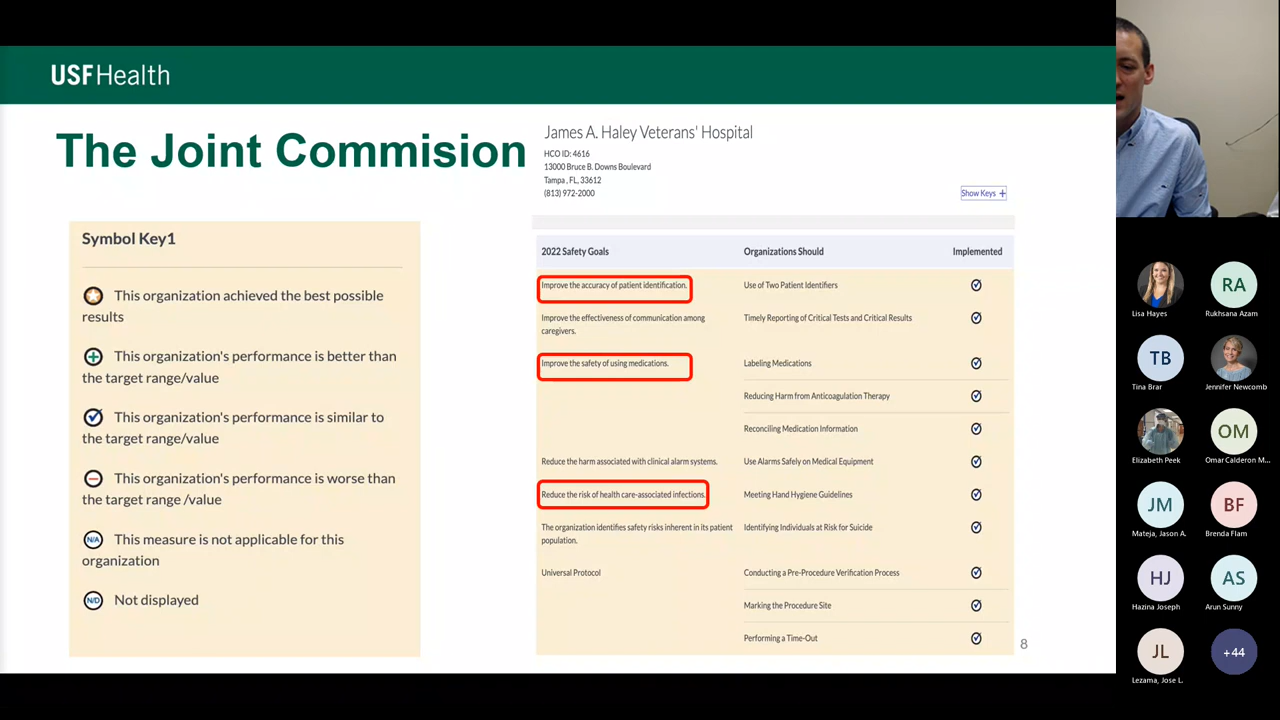 USF Health
The Joint Commision
James A. Haley Veterans' Hospital
HCO ID: 4616
13000 Bruce B. Downs Boulevard
Tampa , FL, 33612
(813) 972-2000
Show Keys +
Symbol Key1
This organization achieved the best possible
results
This organization's performance is better than
the target range/value
This organization's performance is similar to
the target range/value
This organization's performance is worse than
the target range /value
N/A This measure is not applicable for this
organization
N/D Not displayed
2022 Safety Goals Organizations Should Implemented
Improve the accuracy of patient identification. Use of Two Patient Identifiers
Improve the effectiveness of communication among Timely Reporting of Critical Tests and Critical Results
caregivers.
Improve the safety of using medications. Labeling Medications
Reducing Harm from Anticoagulation Therapy
Reconciling Medication Information
Reduce the harm associated with clinical alarm systems. Use Alarms Safely on Medical Equipment
Reduce the risk of health care-associated infections. Meeting Hand Hygiene Guidelines
The organization identifies safety risks inherent in its patient Identifying Individuals at Risk for Suicide
population.
Universal Protocol Conducting a Pre-Procedure Verification Process
Marking the Procedure Site
Performing a Time-Out
8
RA
Lisa Hayes Rukhsana Azam
TB
Tina Brar Jennifer Newcomb
OM
Elizabeth Peek Omar Calderon M...
JM BF
Mateja, Jason A. Brenda Flam
HJ AS
Hazina Joseph Arun Sunny
JL +44
Lezama, Jose L.